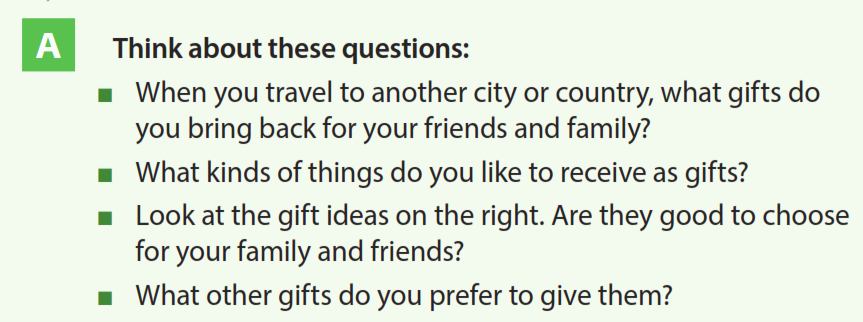 A
Think about these questions:
■ When you travel to another city or country, what gifts do
you bring back for your friends and family?
■ What kinds of things do you like to receive as gifts?
■ Look at the gift ideas on the right. Are they good to choose
for your family and friends?
■ What other gifts do you prefer to give them?